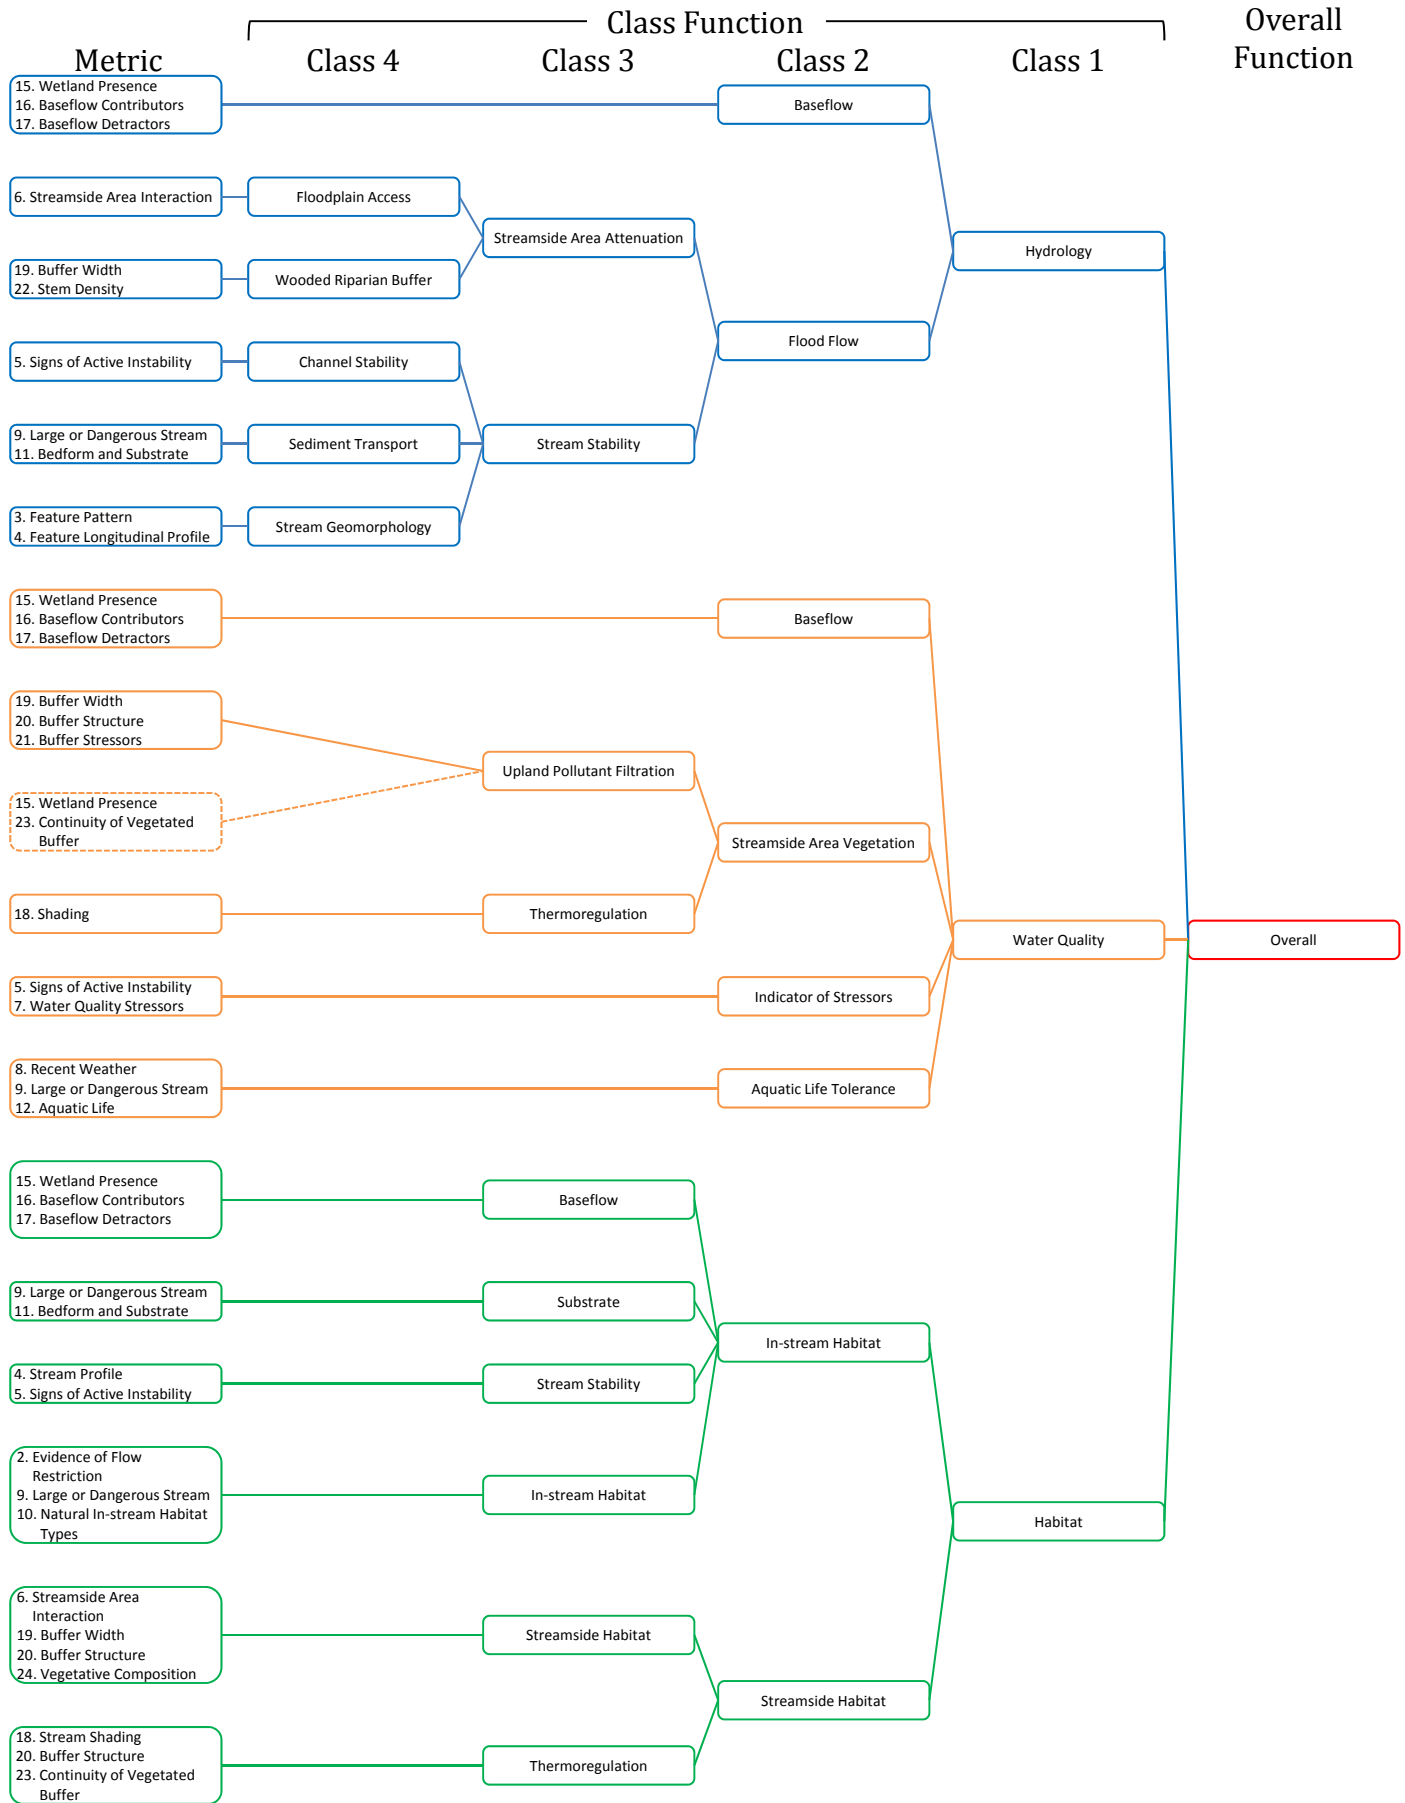 Class Function
Overall
Function
Metric
Class 4
Class 3
Class 2
Class 1
15. Wetland Presence
16. Baseflow Contributors
17. Baseflow Detractors
Baseflow
6. Streamside Area Interaction
Floodplain Access
Streamside Area Attenuation
Hydrology
19. Buffer Width
22. Stem Density
Wooded Riparian Buffer
Flood Flow
5. Signs of Active Instability
Channel Stability
9. Large or Dangerous Stream
11. Bedform and Substrate
Sediment Transport
Stream Stability
3. Feature Pattern
4. Feature Longitudinal Profile
Stream Geomorphology
15. Wetland Presence
16. Baseflow Contributors
17. Baseflow Detractors
Baseflow
19. Buffer Width
20. Buffer Structure
21. Buffer Stressors
Upland Pollutant Filtration
15. Wetland Presence
23. Continuity of Vegetated
Buffer
Streamside Area Vegetation
18. Shading
Thermoregulation
Water Quality
Overall
5. Signs of Active Instability
7. Water Quality Stressors
Indicator of Stressors
8. Recent Weather
9. Large or Dangerous Stream
12. Aquatic Life
Aquatic Life Tolerance
15. Wetland Presence
16. Baseflow Contributors
17. Baseflow Detractors
Baseflow
9. Large or Dangerous Stream
11. Bedform and Substrate
Substrate
In-stream Habitat
4. Stream Profile
5. Signs of Active Instability
Stream Stability
2. Evidence of Flow
Restriction
9. Large or Dangerous Stream
10. Natural In-stream Habitat
Types
In-stream Habitat
Habitat
6. Streamside Area
Interaction
19. Buffer Width
20. Buffer Structure
24. Vegetative Composition
Streamside Habitat
Streamside Habitat
18. Stream Shading
20. Buffer Structure
23. Continuity of Vegetated
Buffer
Thermoregulation